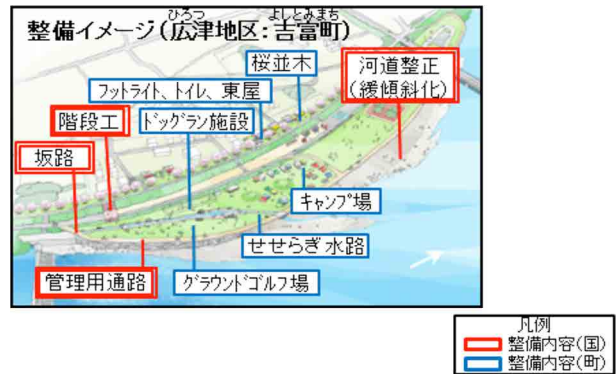 整備イメージ(広津地区:吉富町)
ひろつ
よしとみまち
桜並木
河道整正
(緩傾斜化)
フットライト、トイレ、東屋
階段工
ドッグラン施設
坂路
キャンプ場
せせらぎ水路
管理用通路
グラウンドゴルフ場
凡例
整備内容(国)
整備内容(町)